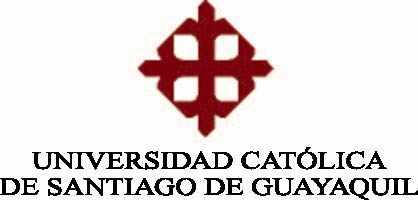 UNIVERSIDAD CATÓLICA
DE SANTIAGO DE GUAYAQUIL